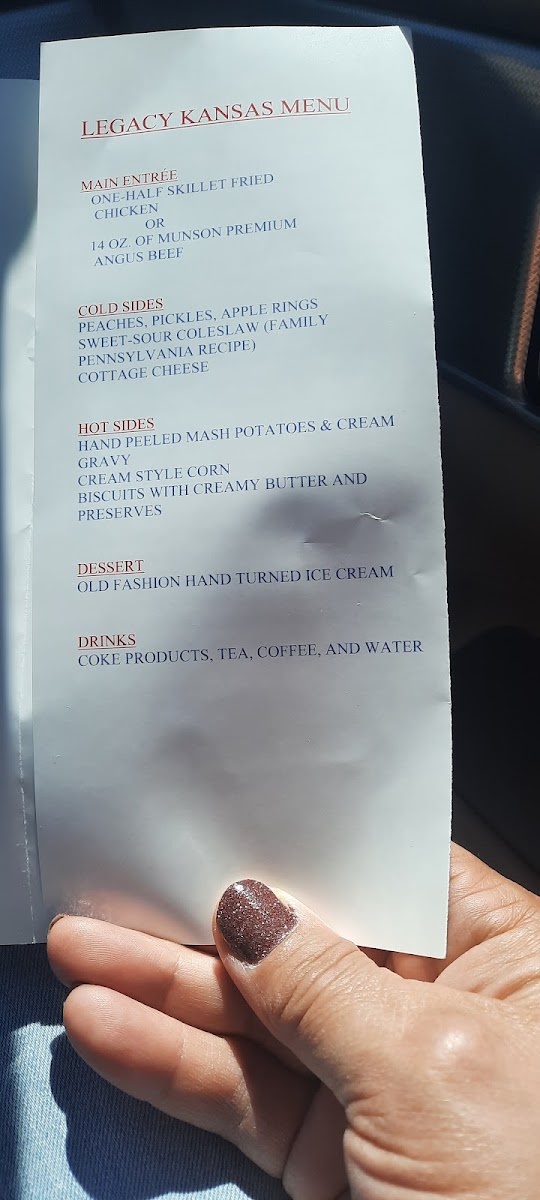 LEGACY KANSAS MENU
MAIN ENTRÉE
ONE-HALF SKILLET FRIED
CHICKEN
OR
14 OZ. OF MUNSON PREMIUM
ANGUS BEEF
COLD SIDES
PEACHES, PICKLES, APPLE RINGS
SWEET-SOUR COLESLAW (FAMILY
PENNSYLVANIA RECIPE)
COTTAGE CHEESE
HOT SIDES
HAND PEELED MASH POTATOES & CREAM
GRAVY
CREAM STYLE CORN
BISCUITS WITH CREAMY BUTTER AND
PRESERVES
DESSERT
OLD FASHION HAND TURNED ICE CREAM
DRINKS
COKE PRODUCTS, TEA, COFFEE, AND WATER